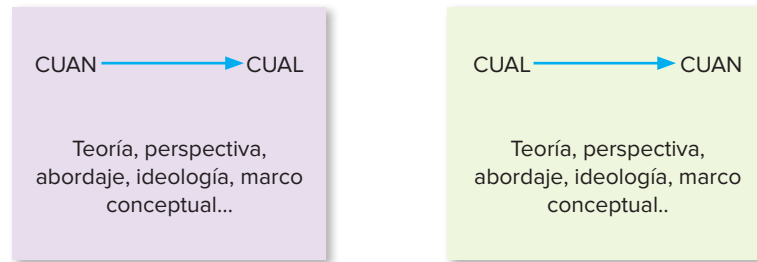 CUAN CUAL
Teoría, perspectiva,
abordaje, ideología, marco
conceptual...
CUAL CUAN
Teoría, perspectiva,
abordaje, ideología, marco
conceptual..